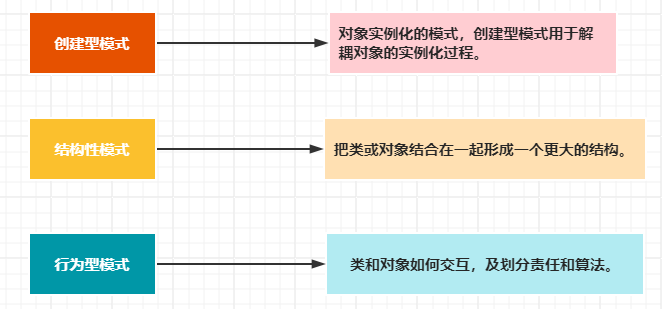 创建型模式
对象实例化的模式，创建型模式用于解
耦对象的实例化过程。
结构性模式
把类或对象结合在一起形成一个更大的结构。
行为型模式
类和对象如何交互，及划分责任和算法。